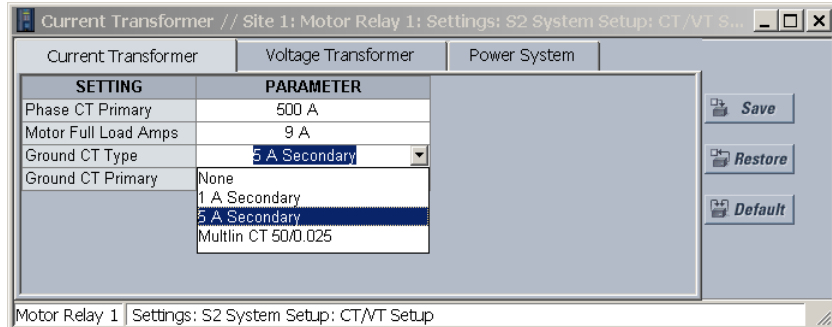 Current Transformer // Site 1: Motor Relay 1: Settings: S2 System Setup: CT/VT S...
Current Transformer Voltage Transformer Power System
SETTING PARAMETER
Phase CT Primary 500 A
Motor Full Load Amps 9 A
Ground CT Type 5 A Secondary
Ground CT Primary
None
1 A Secondary
5 A Secondary
Multlin CT 50/0.025
Save
Restore
Default
Motor Relay 1 Settings: S2 System Setup: CT/VT Setup